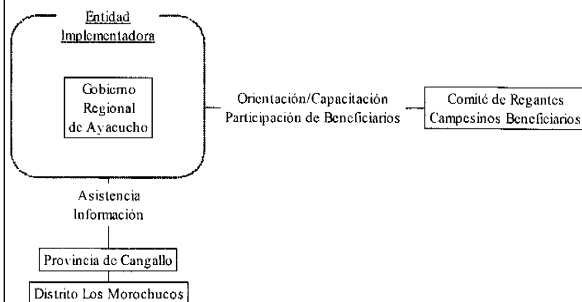 Entidad
Implementadora
Gobierno
Regional
de Ayacucho
Orientación/Capacitación
Participación de Beneficiarios
Comité de Regantes
Campesinos Beneficiarios
Asistencia
Información
Provincia de Cangallo
Distrito Los Morochucos